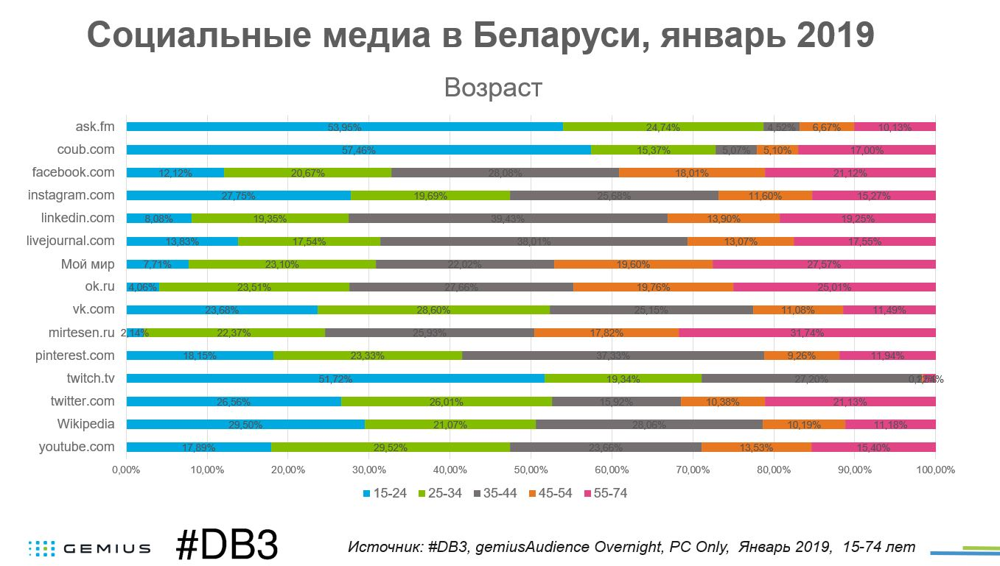 Социальные медиа в Беларуси, январь 2019
Возраст
ask.fm 53,95% 24,74% 4,52% 6,67% 10,13%
coub.com 57,46% 15,37% 5,07% 5,10% 17,00%
facebook.com 12,12% 20,67% 28,08% 18,01% 21,12%
instagram.com 27,75% 19,69% 25,68% 11,60% 15,27%
linkedin.com 8,08% 19,35% 39,43% 13,90% 19,25%
livejournal.com 13,83% 17,54% 38,01% 13,07% 17,55%
Мой мир 7,71% 23,10% 22,02% 19,60% 27,57%
ok.ru 4,06% 23,51% 27,66% 19,76% 25,01%
vk.com 23,68% 28,60% 25,15% 11,08% 11,49%
mirtesen.ru 2,14% 22,37% 25,93% 17,82% 31,74%
pinterest.com 18,15% 23,33% 37,33% 9,26% 11,94%
twitch.tv 51,72% 19,34% 27,20%
twitter.com 26,56% 26,01% 15,92% 10,38% 21,13%
Wikipedia 29,50% 21,07% 28,06% 10,19% 11,18%
youtube.com 17,89% 29,52% 23,66% 13,53% 15,40%
0,00% 10,00% 20,00% 30,00% 40,00% 50,00% 60,00% 70,00% 80,00% 90,00% 100,00%
15-24 25-34 35-44 45-54 55-74
GEMIUS #DB3 Источник: #DB3, gemiusAudience Overnight, PC Only, Январь 2019, 15-74 лет